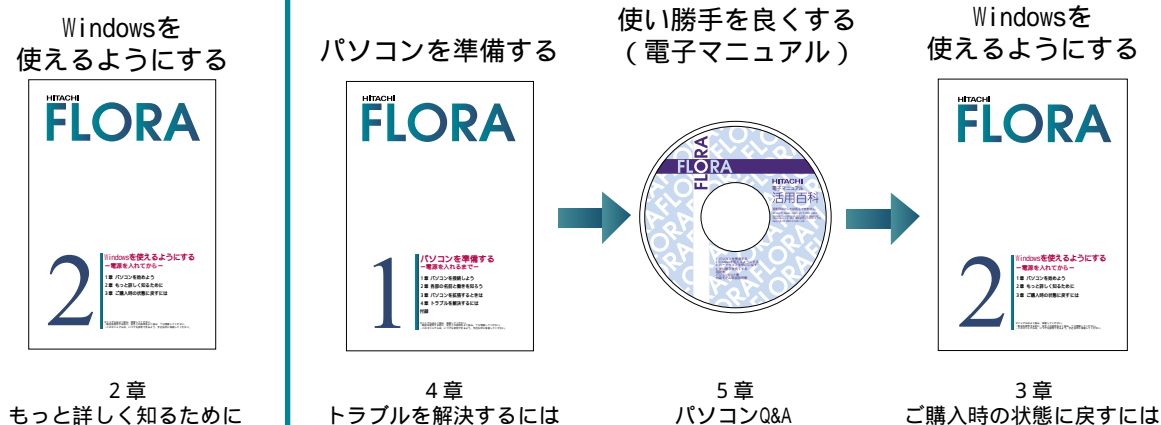 Windowsを
使えるようにする
HITACHI
FLORA
2
Windowsを使えるようにする
－電源を入れてから－
1章 パソコンを始めよう
2章 もっと詳しく知るために
3章 ご購入時の状態に戻すには
2章
もっと詳しく知るために
パソコンを準備する
HITACHI
FLORA
1
パソコンを準備する
－電源を入れるまで－
1章 パソコンを接続しよう
2章 各部の名前と働きを知ろう
3章 パソコンを拡張するときは
4章 トラブルを解決するには
付録
4章
トラブルを解決するには
使い勝手を良くする
（電子マニュアル）
FLORA
FLORA
HITACHI
電子マニュアル
活用百科
5章
パソコンQ&A
Windowsを
使えるようにする
HITACHI
FLORA
2
Windowsを使えるようにする
－電源を入れてから－
1章 パソコンを始めよう
2章 もっと詳しく知るために
3章 ご購入時の状態に戻すには
3章
ご購入時の状態に戻すには